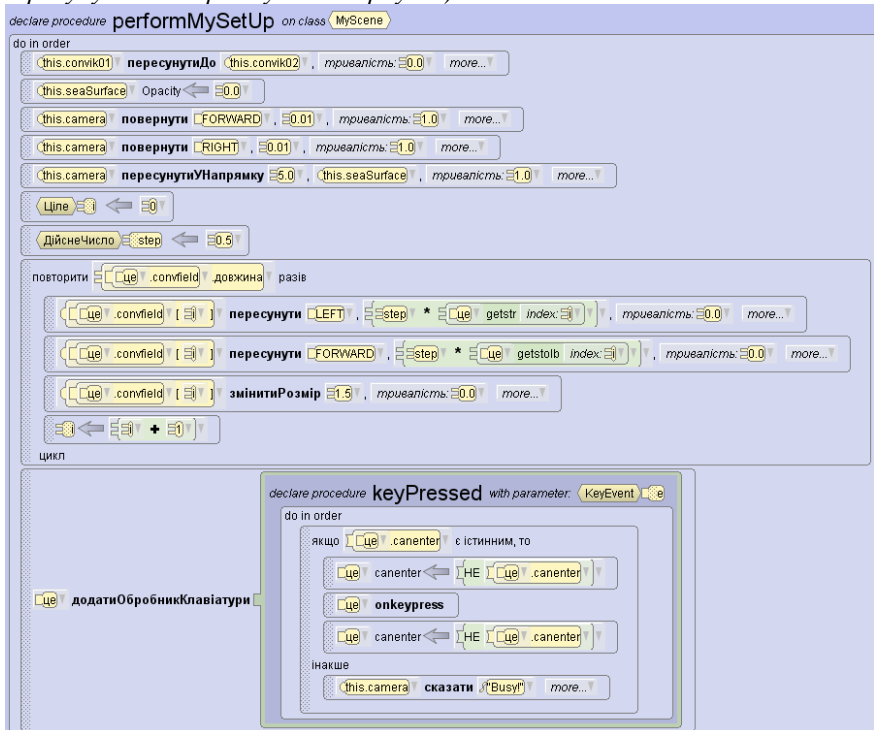 declare procedure performMySetUp on class MyScene
do in order
this.convik01 пересунутиДо this.convik02 , тривалість: 0.0 more...
this.seaSurface Opacity 0.0
this.camera повернути FORWARD , 0.01 , тривалість: 1.0 more...
this.camera повернути RIGHT , 0.01 , тривалість: 1.0 more...
this.camera пересунутиУНапрямку 5.0 , this.seaSurface , тривалість: 1.0 more...
Ціле i 0
ДійснеЧисло step 0.5
повторити це .convfield .довжина разів
це .convfield [ i ] пересунути LEFT , step * це getstr index: i , тривалість: 0.0 more...
це .convfield [ i ] пересунути FORWARD , step * це getstolb index: i , тривалість: 0.0 more...
це .convfield [ i ] змінитиРозмір 1.5 , тривалість: 0.0 more...
i i + 1
цикл
declare procedure keyPressed with parameter: KeyEvent e
do in order
якщо це .canenter є істинним, то
це canenter НЕ це .canenter
це додатиОбробникКлавіатури
це onkeypress
це canenter НЕ це .canenter
інакше
this.camera сказати "Busy!" more...